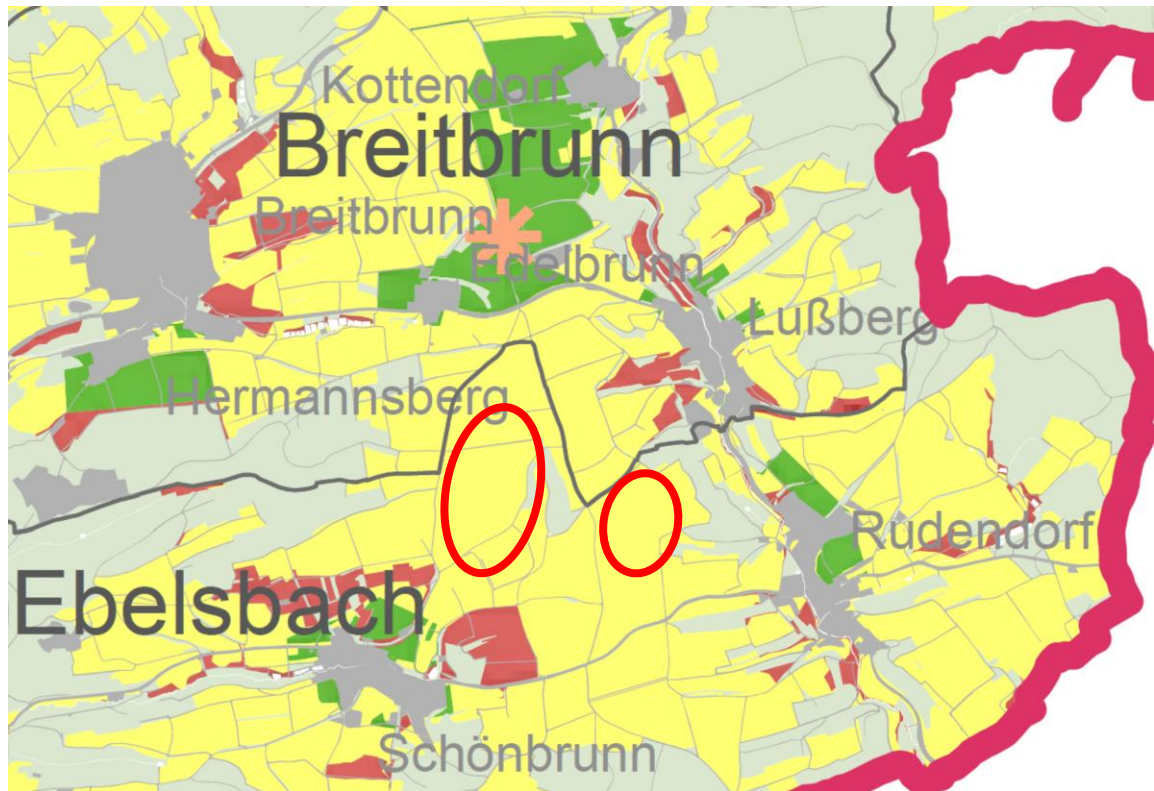 Kottendorf
Breitbrunn
Breitbrunn
Edelbrunn
Lußberg
Hermannsberg
Rudendorf
Ebelsbach
Schönbrunn